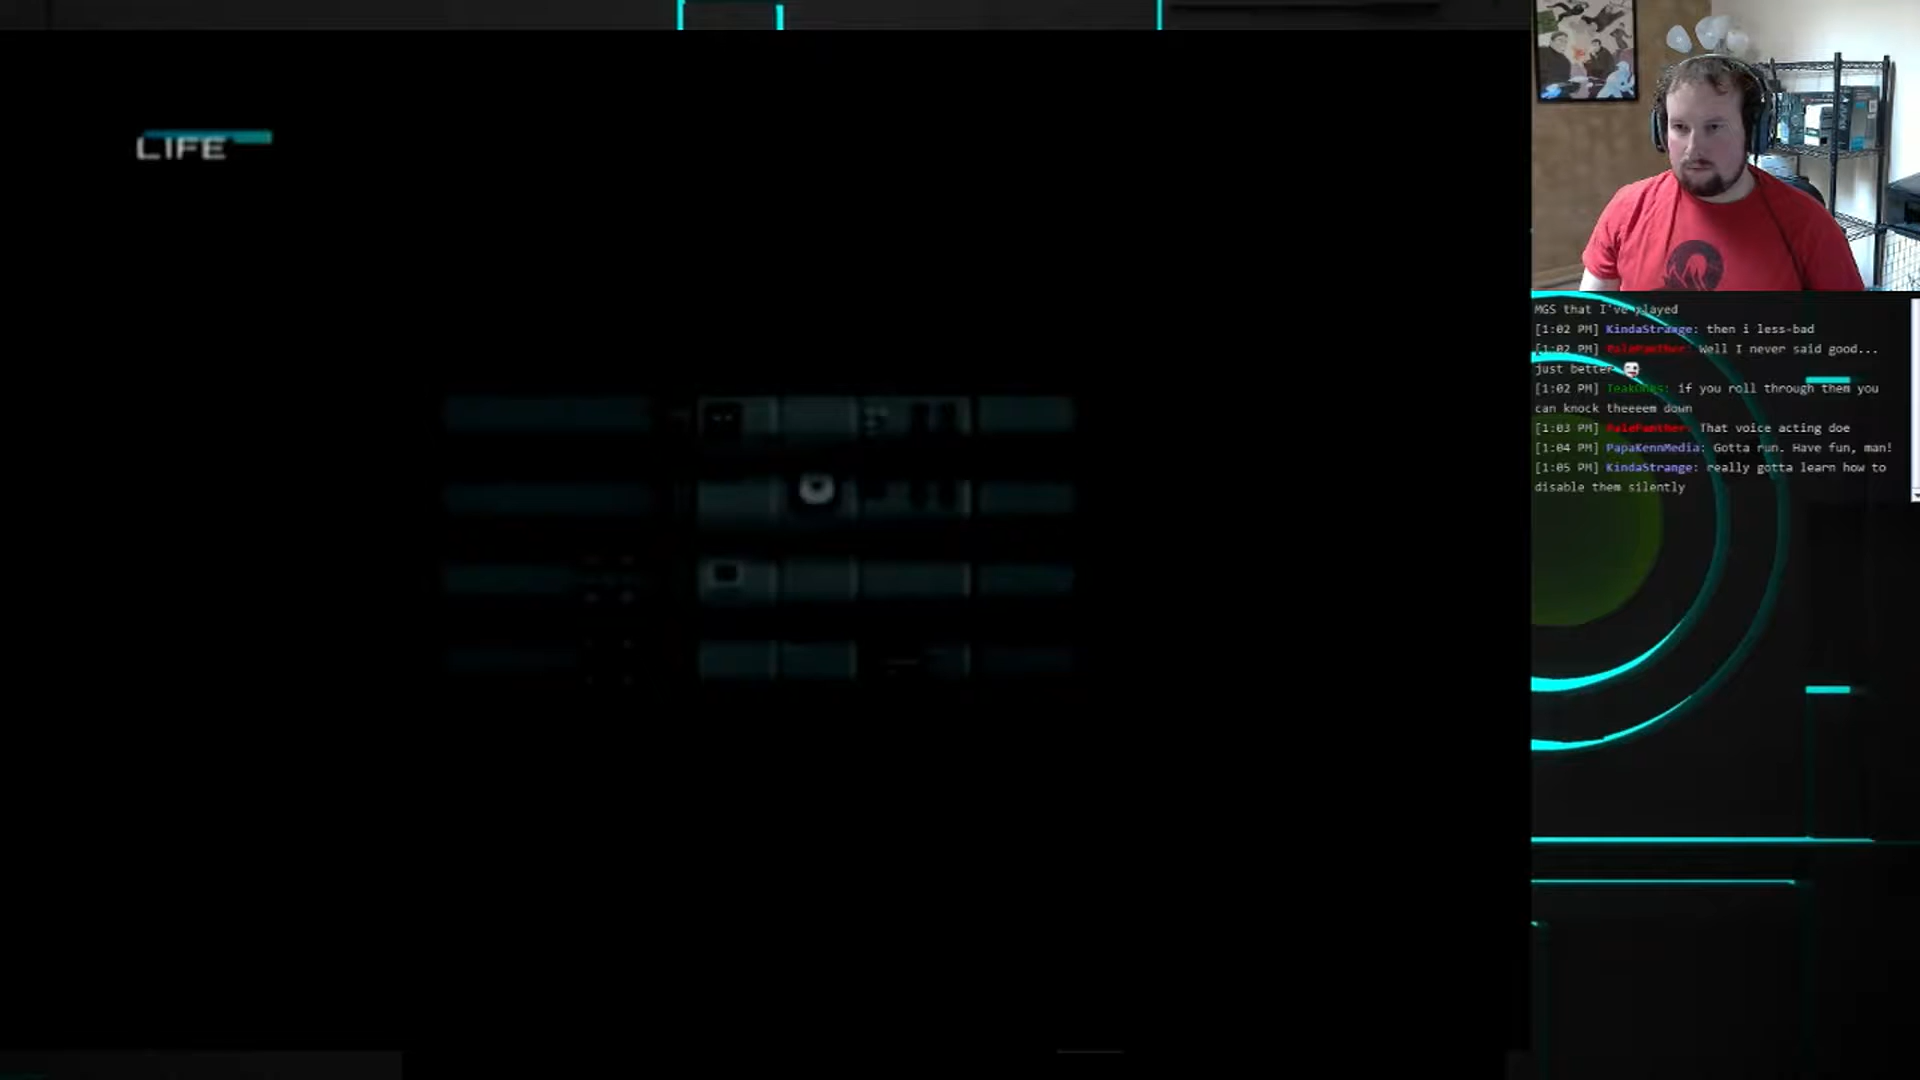 LIFE
MGS that I've played
[1:02 PM] KindaStrange: then i less-bad
[1:02 PM] PalePanther: Well I never said good...
just better
[1:02 PM] if you roll through them you
can knock theeeem down
[1:03 PM] PalePanther: That voice acting doe
[1:04 PM] PapaKennMedia: Gotta run. Have fun, man!
[1:05 PM] KindaStrange: really gotta learn how to
disable them silently